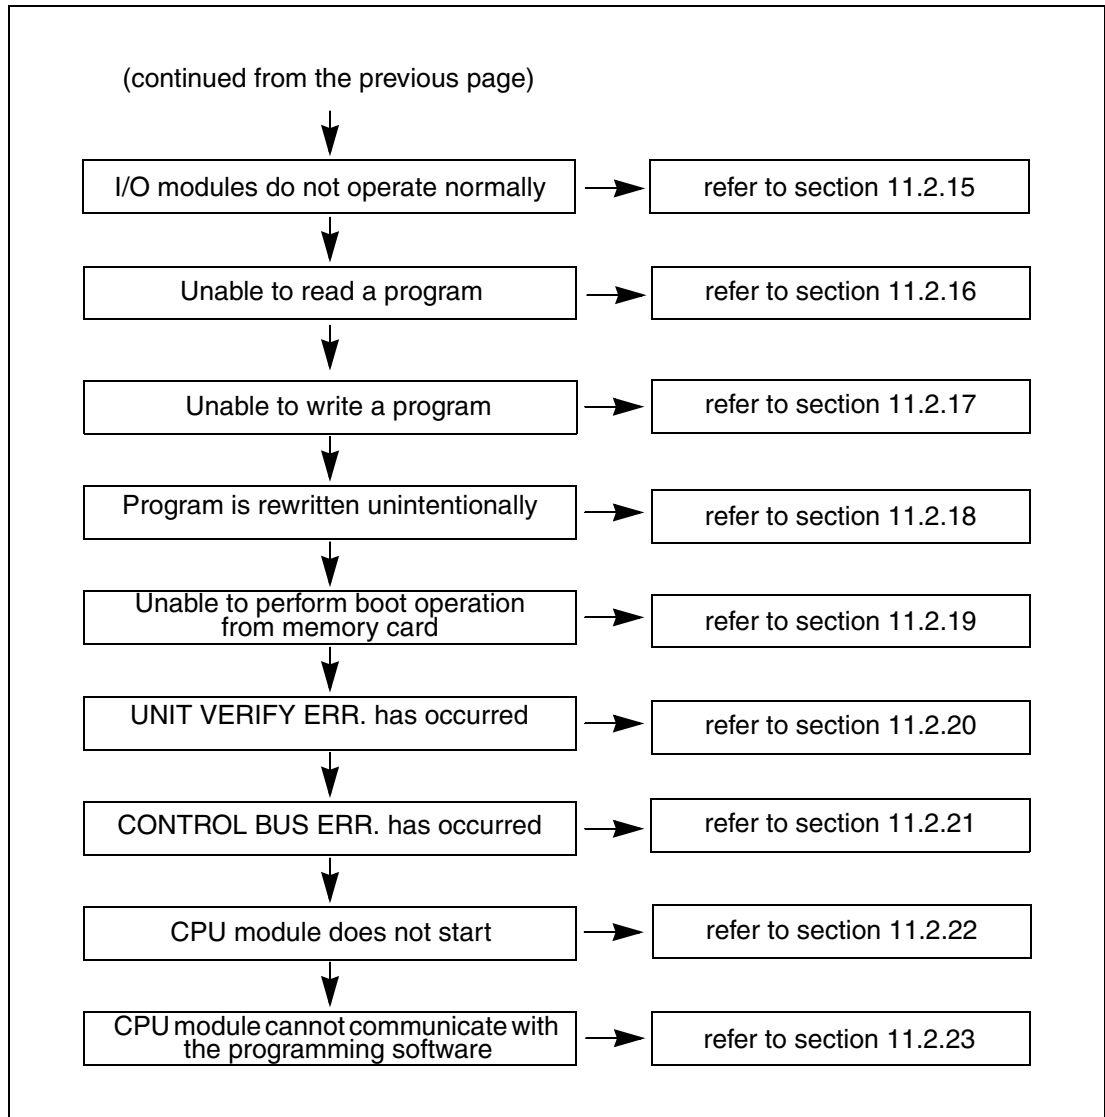 (continued from the previous page)
I/O modules do not operate normally
refer to section 11.2.15
Unable to read a program
refer to section 11.2.16
Unable to write a program
refer to section 11.2.17
Program is rewritten unintentionally
refer to section 11.2.18
Unable to perform boot operation
from memory card
refer to section 11.2.19
UNIT VERIFY ERR. has occurred
refer to section 11.2.20
CONTROL BUS ERR. has occurred
refer to section 11.2.21
CPU module does not start
refer to section 11.2.22
CPU module cannot communicate with
the programming software
refer to section 11.2.23